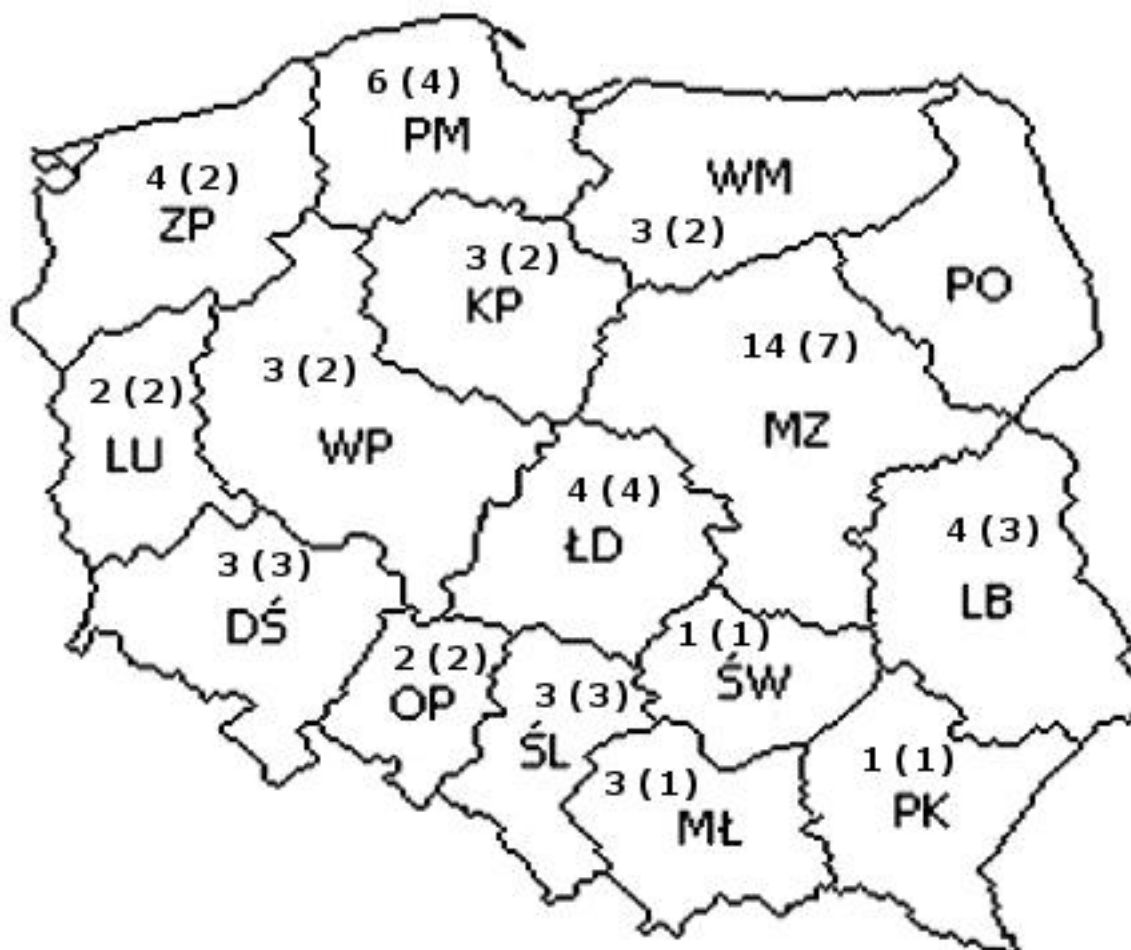 6 (4)
PM
4 (2)
ZP
WM
3 (2)
3 (2)
KP
PO
14 (7)
MZ
3 (2)
WP
2 (2)
LU
4 (4)
ŁD
4 (3)
LB
3 (3)
DŚ
1 (1)
ŚW
2 (2)
OP
3 (3)
ŚL
3 (1)
MŁ
1 (1)
PK